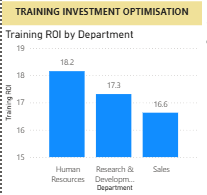 TRAINING INVESTMENT OPTIMISATION
Training ROI by Department
19
18
17
16
15
Training ROI
18.2
17.3
16.6
Human
Resources
Research &
Developm...
Sales
Department